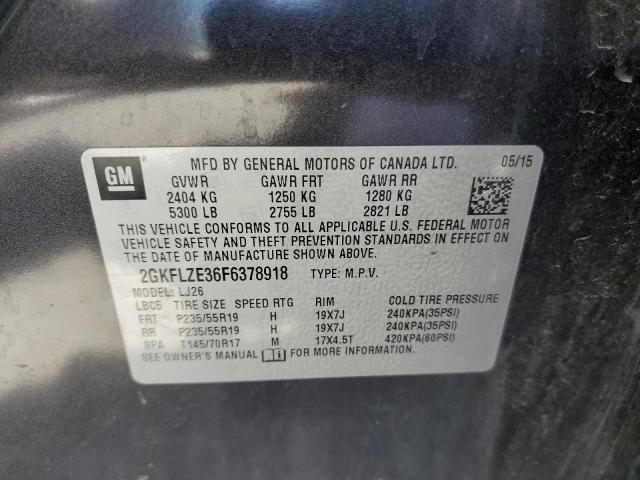 GM
MFD BY GENERAL MOTORS OF CANADA LTD. 05/15
GVWR GAWR FRT GAWR RR
2404 KG 1250 KG 1280 KG
5300 LB 2755 LB 2821 LB
THIS VEHICLE CONFORMS TO ALL APPLICABLE U.S. FEDERAL MOTOR
VEHICLE SAFETY AND THEFT PREVENTION STANDARDS IN EFFECT ON
THE DATE OF MANUFACTURE SHOWN ABOVE.
2GKFLZE36F6378918 TYPE: M.P.V.
MODEL: LJ26
LBC5 TIRE SIZE SPEED RTG RIM COLD TIRE PRESSURE
FRT P235/55R19 H 19X7J 240KPA(35PSI)
RR P235/55R19 H 19X7J 240KPA(35PSI)
SPA T145/70R17 M 17X4.5T 420KPA(60PSI)
SEE OWNER'S MANUAL FOR MORE INFORMATION.